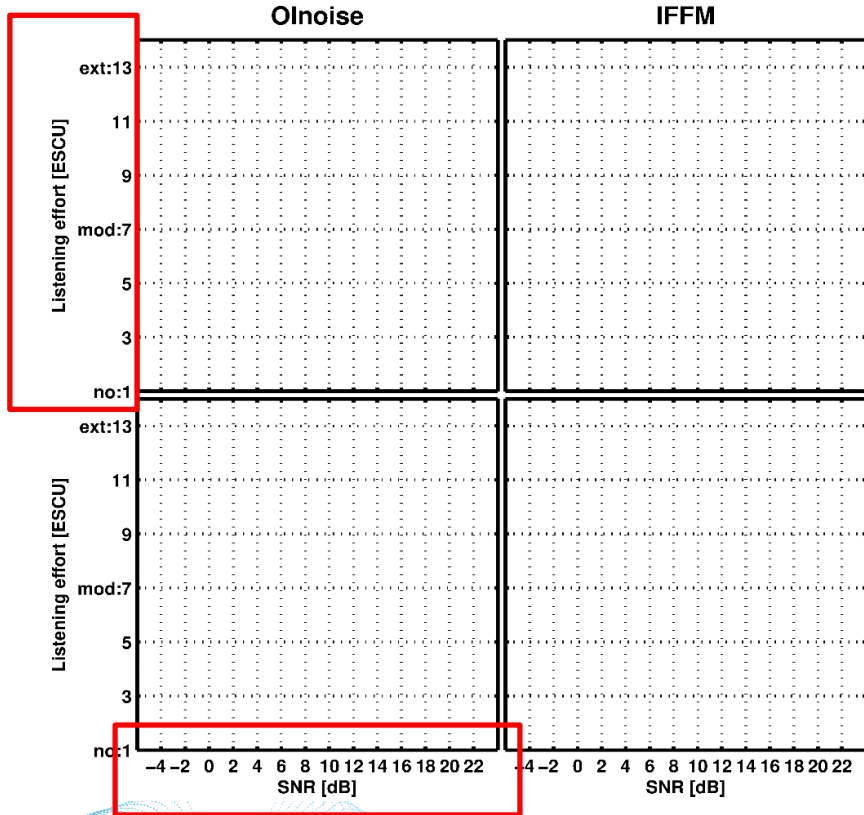 OInoise
IFFM
Listening effort [ESCU]
ext:13
11
9
mod:7
5
3
no:1
Listening effort [ESCU]
ext:13
11
9
mod:7
5
3
no:1
−4 −2 0 2 4 6 8 10 12 14 16 18 20 22
SNR [dB]
−4 −2 0 2 4 6 8 10 12 14 16 18 20 22
SNR [dB]